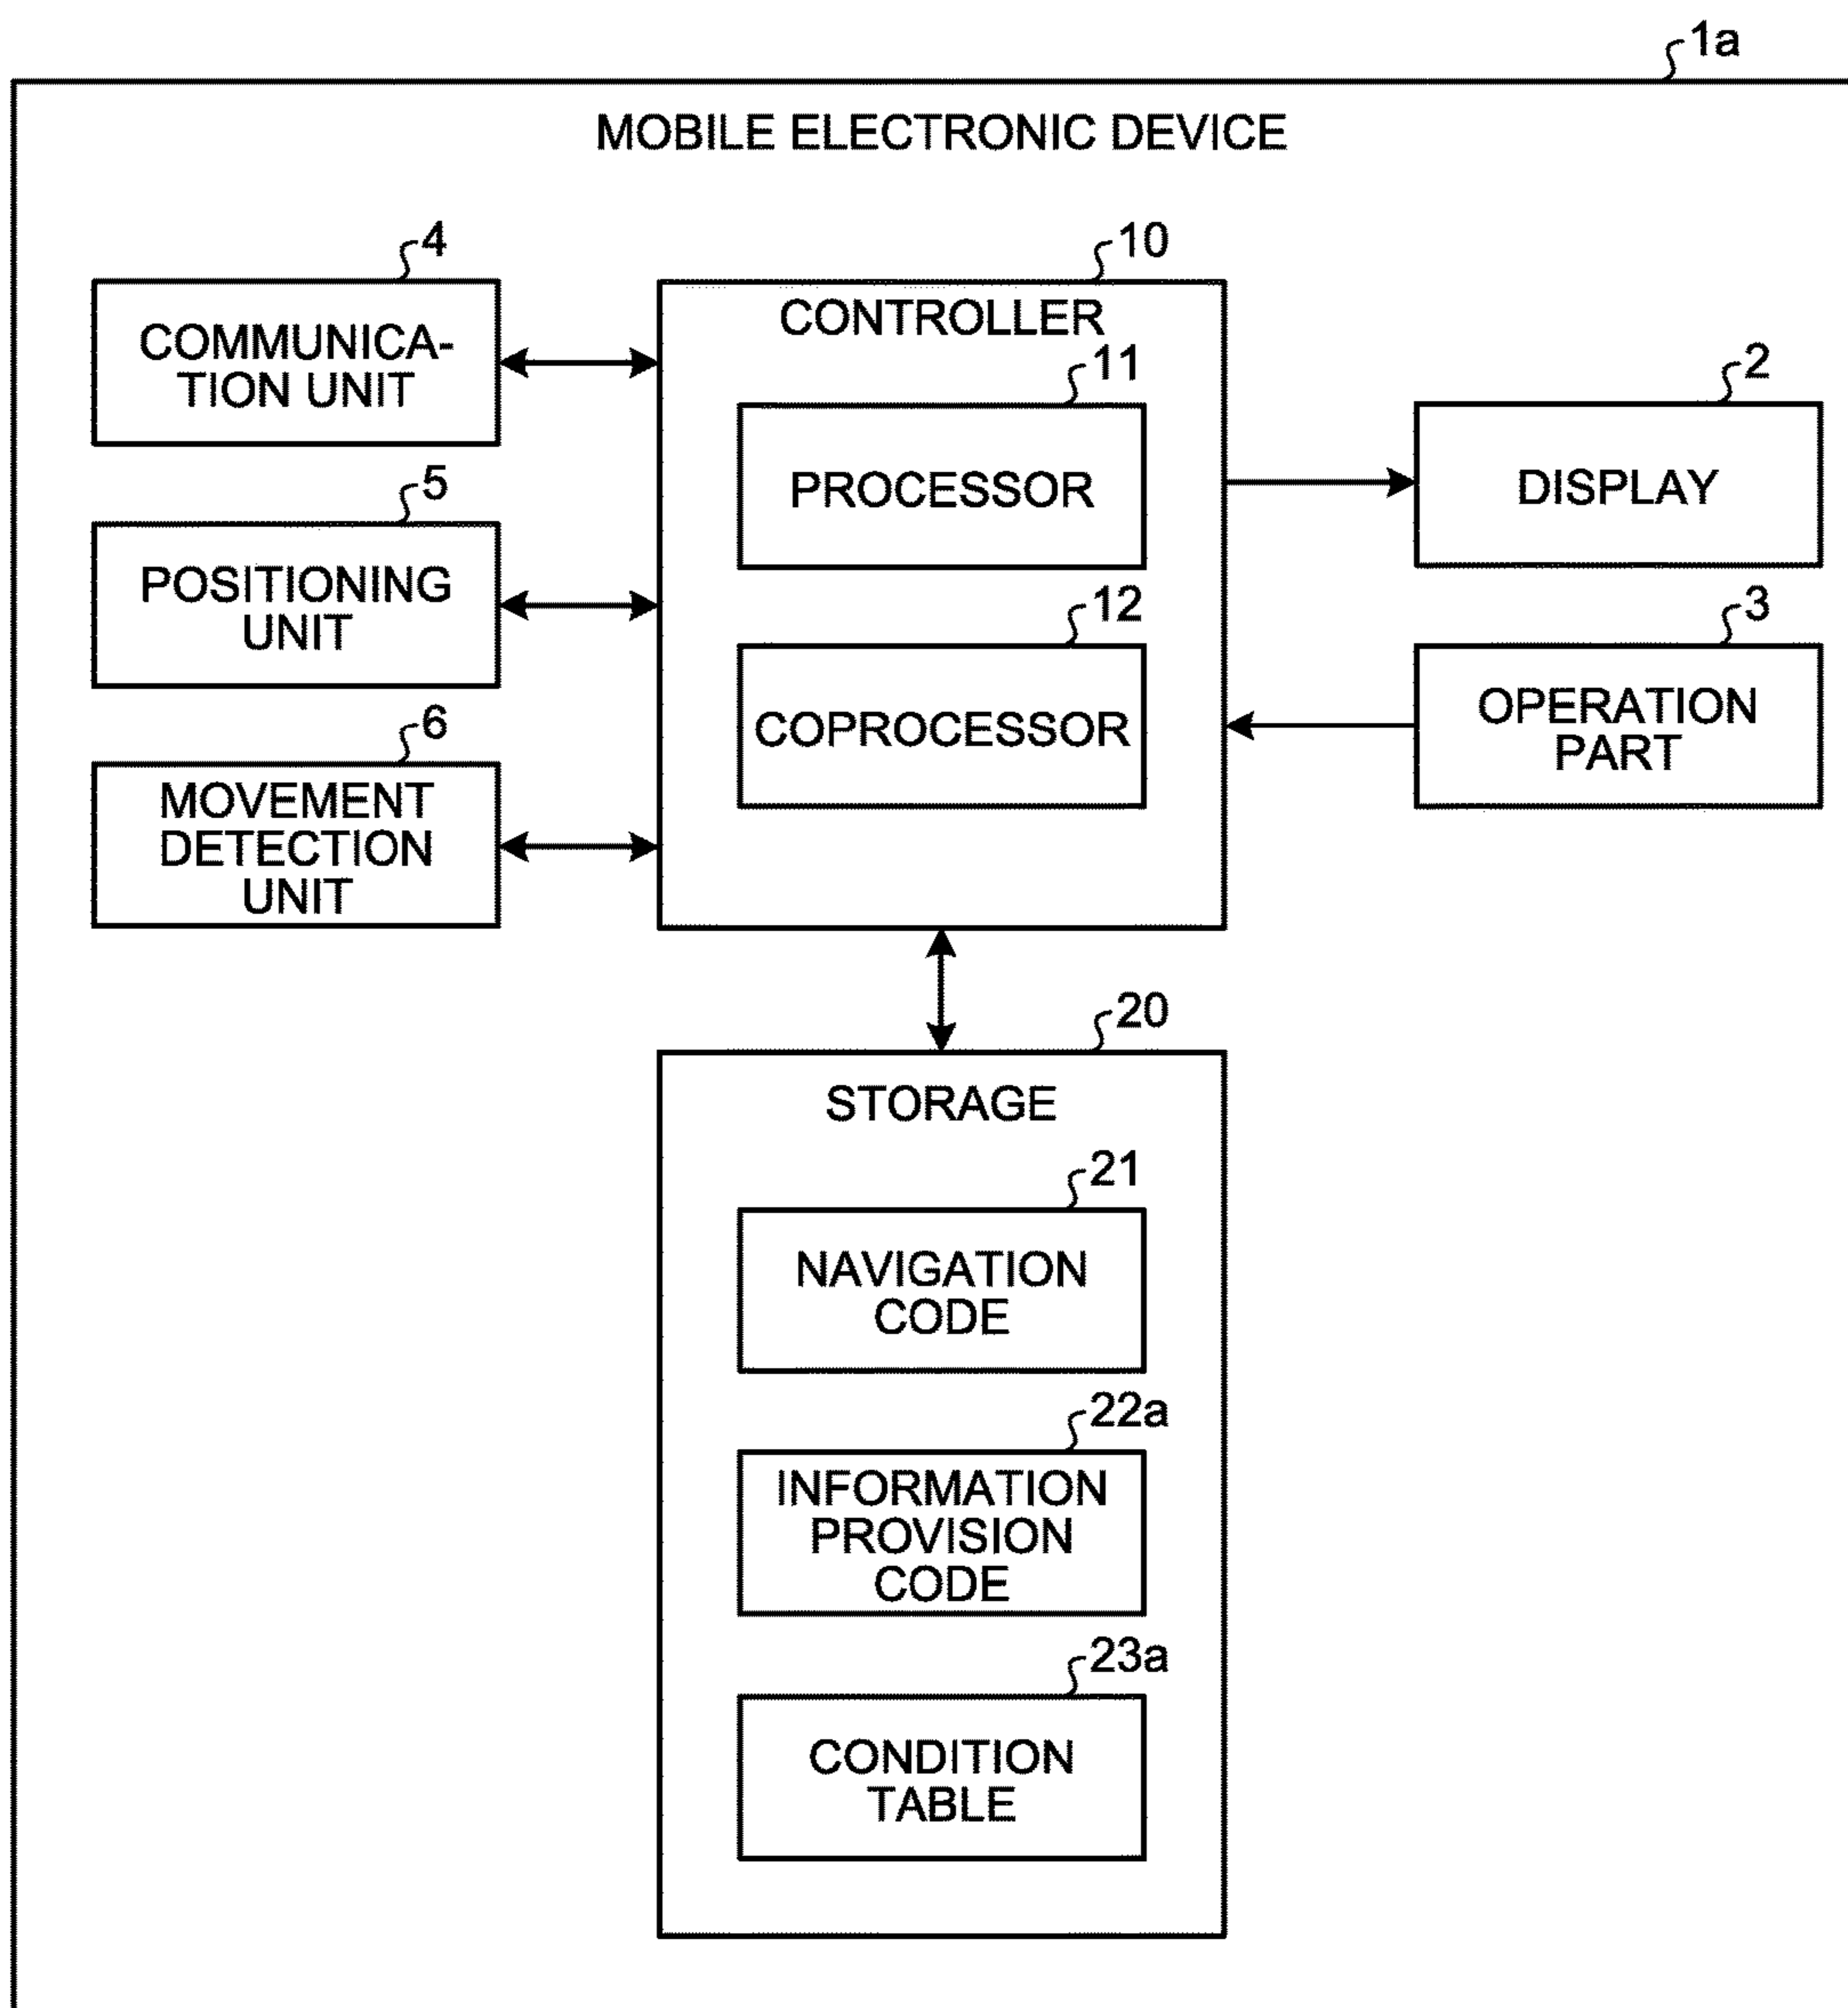 1a
MOBILE ELECTRONIC DEVICE
4
COMMUNICA-
TION UNIT
5
POSITIONING
UNIT
6
MOVEMENT
DETECTION
UNIT
10
CONTROLLER
11
PROCESSOR
12
COPROCESSOR
2
DISPLAY
3
OPERATION
PART
20
STORAGE
21
NAVIGATION
CODE
22a
INFORMATION
PROVISION
CODE
23a
CONDITION
TABLE